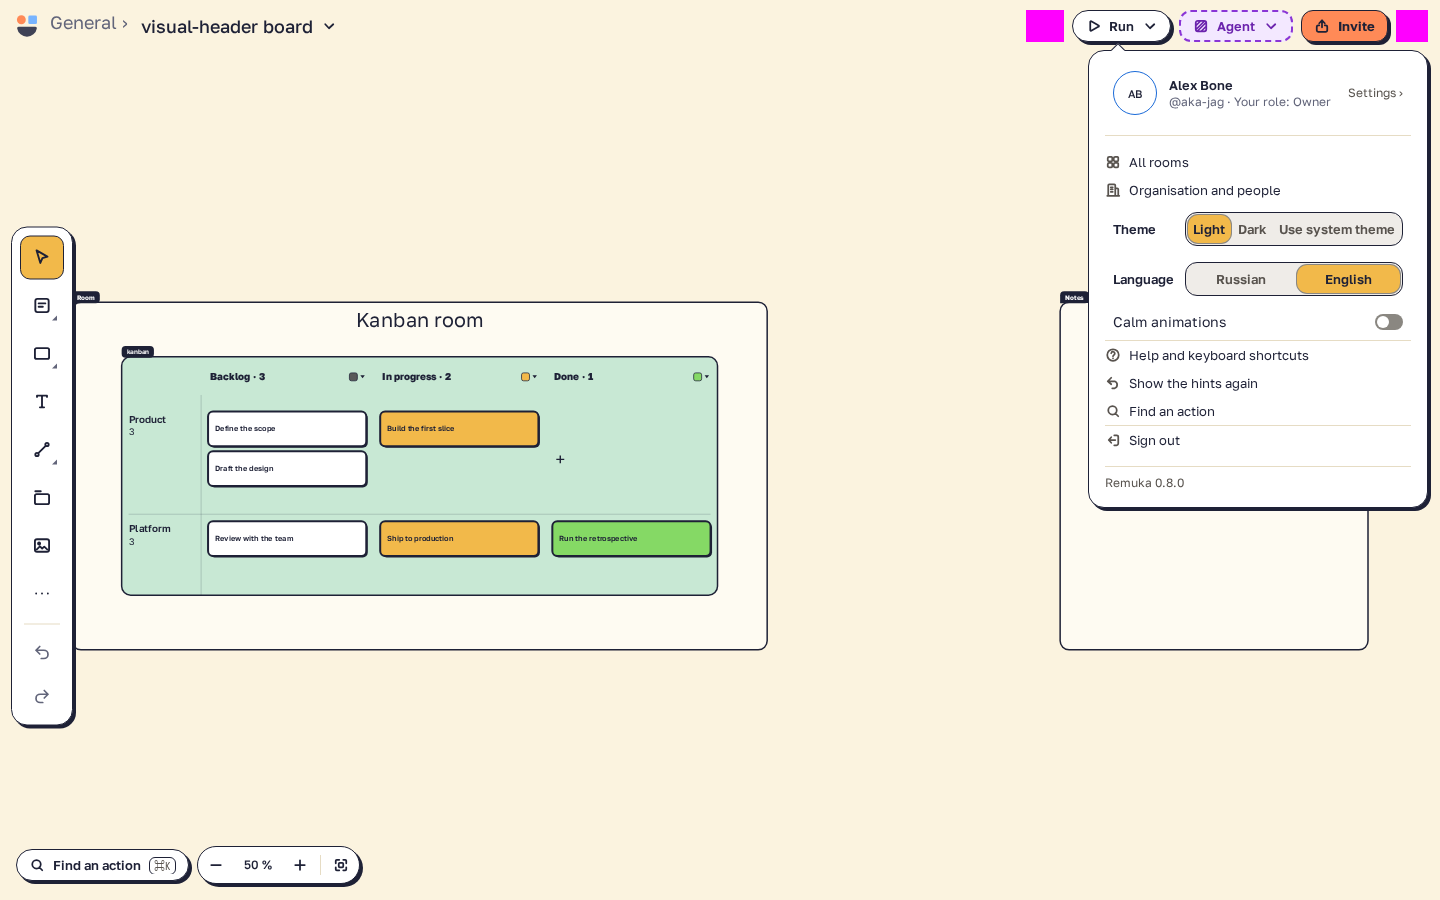 General ›
visual-header board
Run
Agent
Invite
AB
Alex Bone
@aka-jag · Your role: Owner
Settings ›
All rooms
Organisation and people
Theme
Light
Dark
Use system theme
Language
Russian
English
Calm animations
Help and keyboard shortcuts
Show the hints again
Find an action
Sign out
Remuka 0.8.0
Room
Kanban room
kanban
Backlog · 3
In progress · 2
Done · 1
Product
3
Define the scope
Build the first slice
Draft the design
+
Platform
3
Review with the team
Ship to production
Run the retrospective
Notes
Find an action
⌘K
50 %